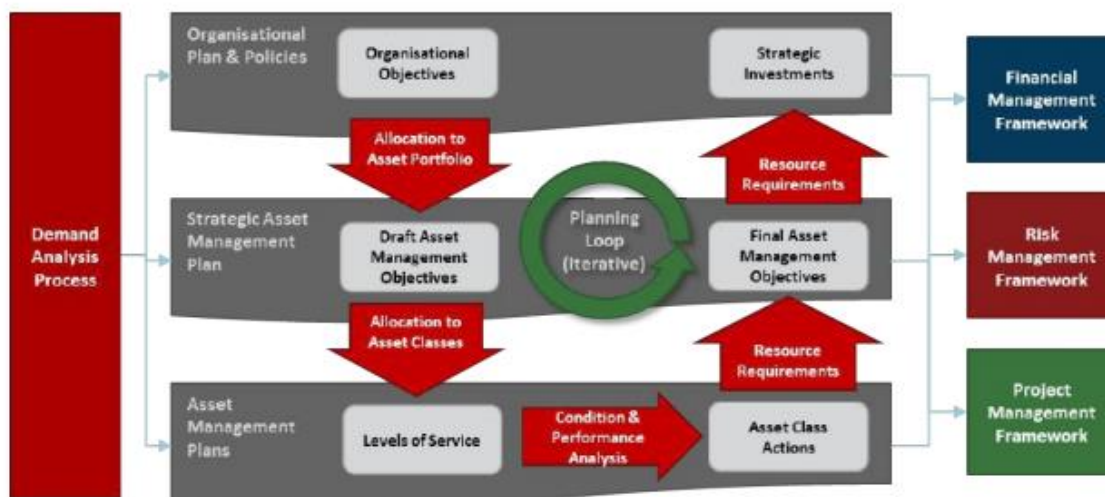 Demand
Analysis
Process
Organisational
Plan & Policies
Organisational
Objectives
Strategic
Investments
Allocation to
Asset Portfolio
Resource
Requirements
Strategic Asset
Management
Plan
Draft Asset
Management
Objectives
Planning
Loop
(Iterative)
Final Asset
Management
Objectives
Allocation to
Asset Classes
Resource
Requirements
Asset
Management
Plans
Levels of Service
Condition &
Performance
Analysis
Asset Class
Actions
Financial
Management
Framework
Risk
Management
Framework
Project
Management
Framework